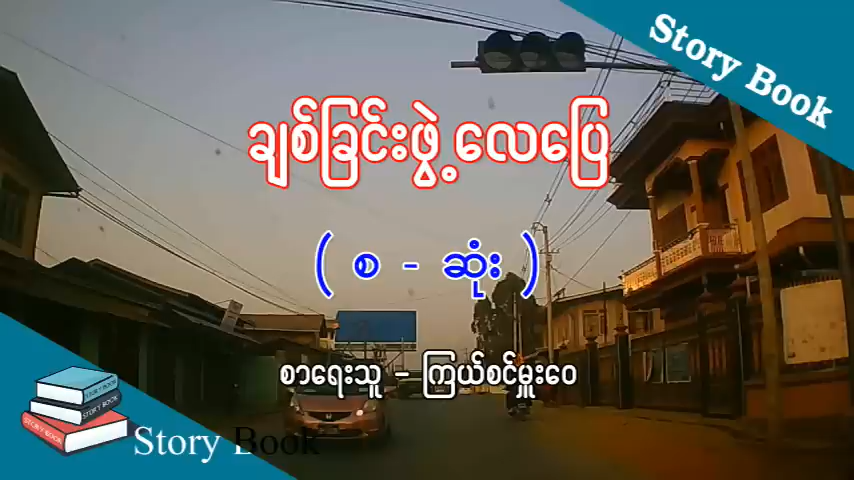 Story Book
ချစ်ခြင်းဖွဲ့လေပြေ
( စ - ဆုံး )
စာရေးသူ - ကြယ်စင်မှူးဝေ
STORY BOOK
STORY BOOK
STORY BOOK
Story Book